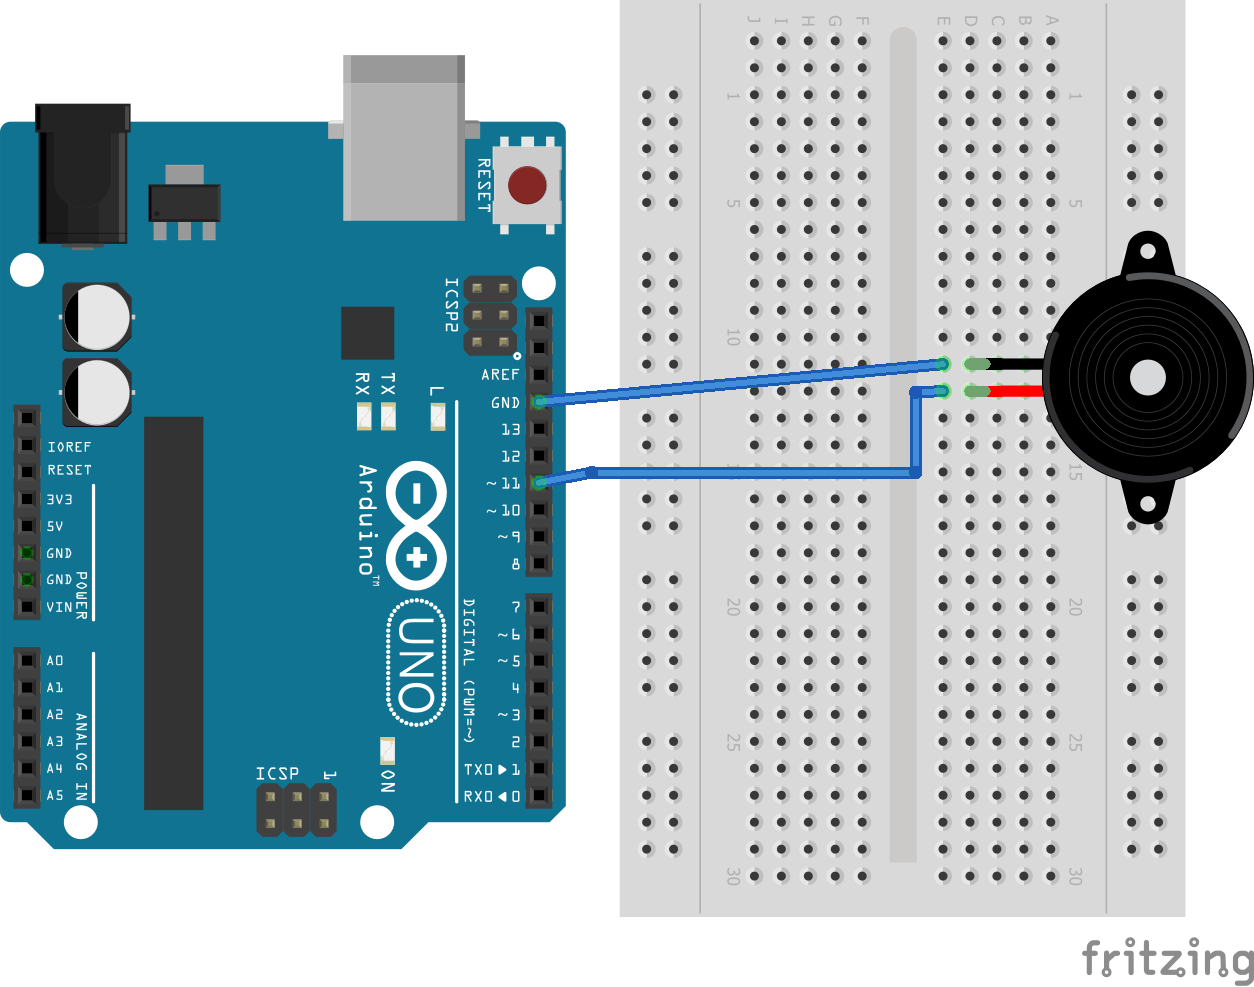 J I H G F E D C B A
1 1
5 5
10
15
20 20
25 25
30 30
RESET
ICSP2
AREF
GND
13
12
~11
~10
~9
8
7
~6
~5
4
~3
2
TX0▶1
RX0◀0
RX TX L
IOREF
RESET
3V3
5V
GND
GND
VIN
POWER
A0
A1
A2
A3
A4
A5
ANALOG IN
Arduino™
UNO
DIGITAL (PWM=~)
ON
ICSP 1
fritzing